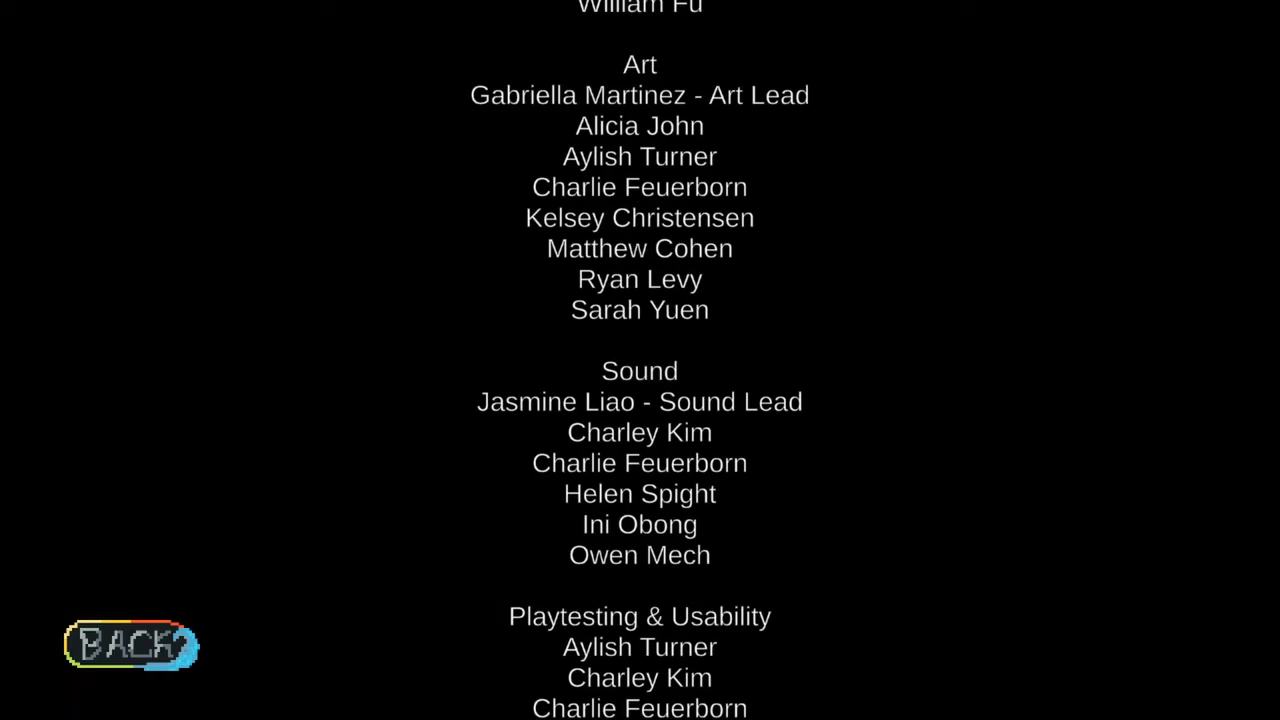 William Fu
Art
Gabriella Martinez - Art Lead
Alicia John
Aylish Turner
Charlie Feuerborn
Kelsey Christensen
Matthew Cohen
Ryan Levy
Sarah Yuen
Sound
Jasmine Liao - Sound Lead
Charley Kim
Charlie Feuerborn
Helen Spight
Ini Obong
Owen Mech
Playtesting & Usability
Aylish Turner
Charley Kim
Charlie Feuerborn
BACK?